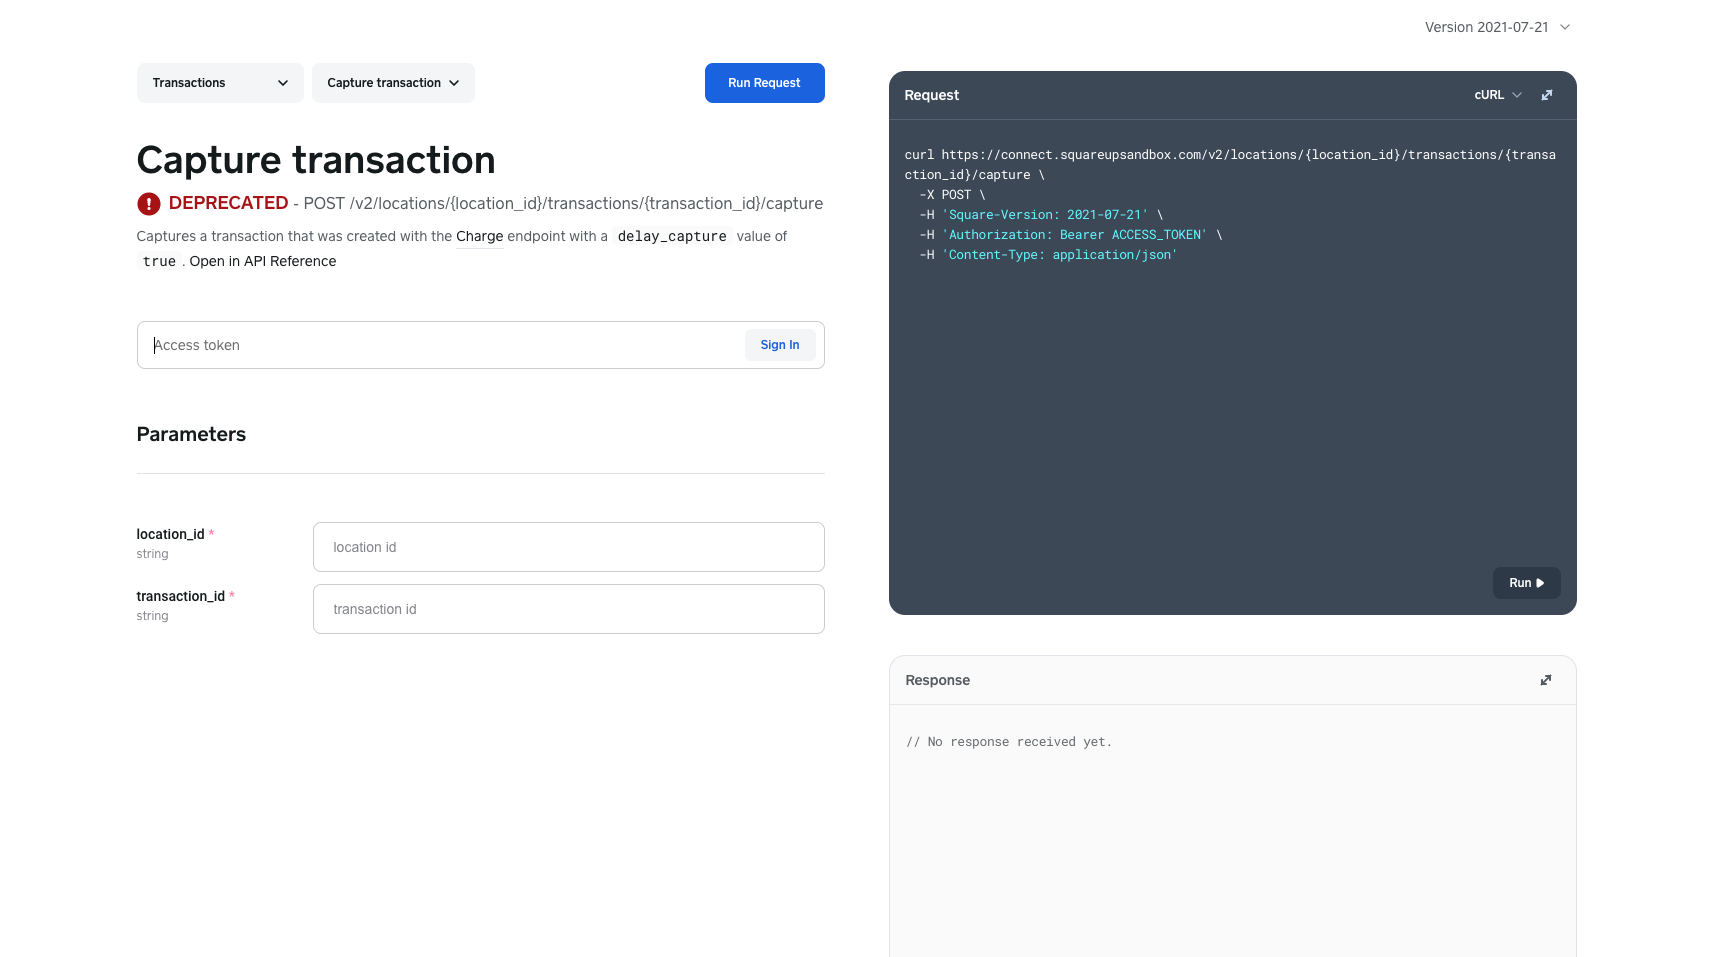 Version 2021-07-21
Transactions
Capture transaction
Run Request
Capture transaction
DEPRECATED - POST /v2/locations/{location_id}/transactions/{transaction_id}/capture
Captures a transaction that was created with the Charge endpoint with a delay_capture value of
true . Open in API Reference
Access token
Sign In
Parameters
location_id *
string
location id
transaction_id *
string
transaction id
Request
cURL
curl https://connect.squareupsandbox.com/v2/locations/{location_id}/transactions/{transa
ction_id}/capture \
-X POST \
-H 'Square-Version: 2021-07-21' \
-H 'Authorization: Bearer ACCESS_TOKEN' \
-H 'Content-Type: application/json'
Run
Response
// No response received yet.